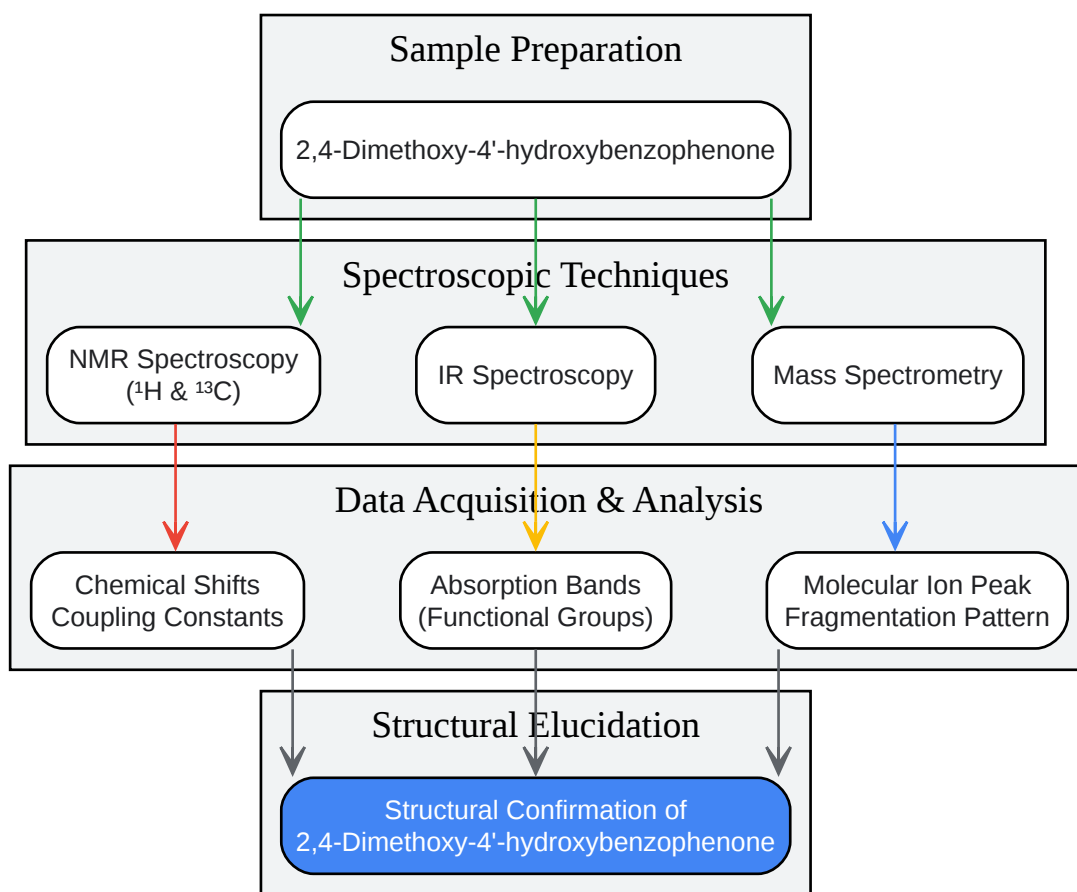 Sample Preparation
2,4-Dimethoxy-4'-hydroxybenzophenone
Spectroscopic Techniques
NMR Spectroscopy
(¹H & ¹³C)
IR Spectroscopy
Mass Spectrometry
Data Acquisition & Analysis
Chemical Shifts
Coupling Constants
Absorption Bands
(Functional Groups)
Molecular Ion Peak
Fragmentation Pattern
Structural Elucidation
Structural Confirmation of
2,4-Dimethoxy-4'-hydroxybenzophenone